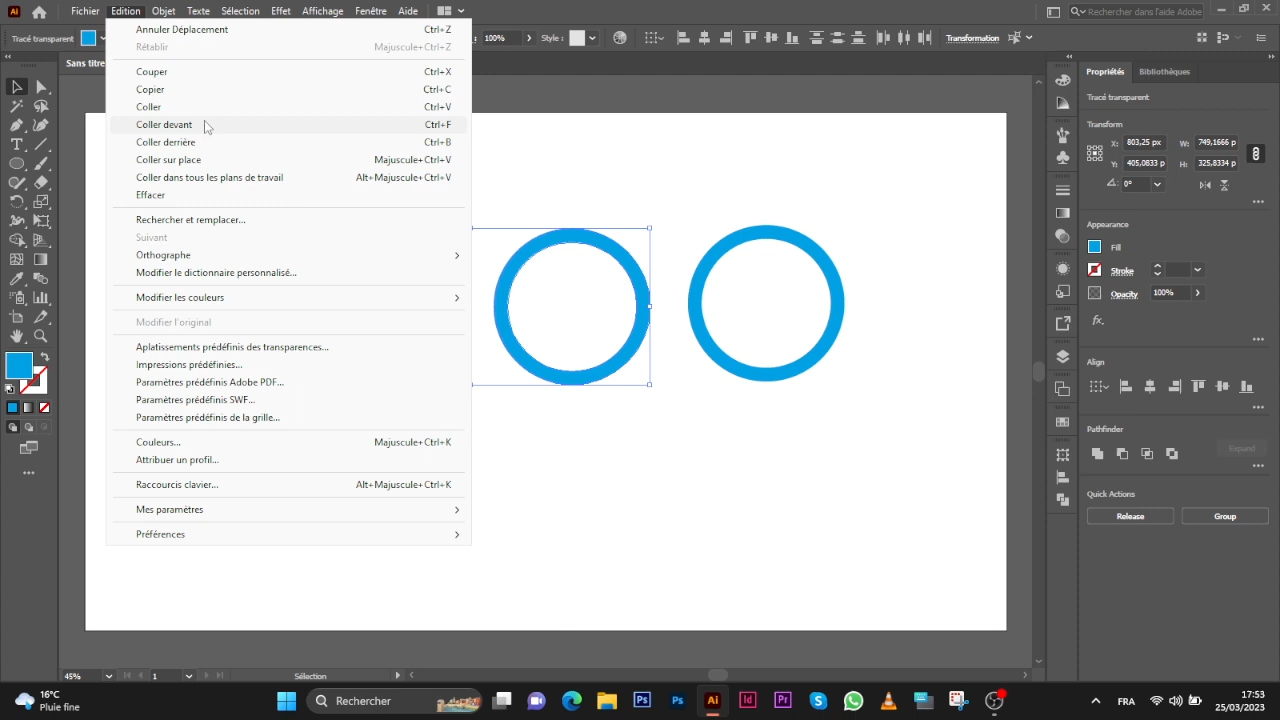 Ai Fichier Edition Objet Texte Sélection Effet Affichage Fenêtre Aide Rechercher dans l'aide Adobe
Tracé transparent 100% Style : Transformation
Sans titre
Annuler Déplacement Ctrl+Z
Rétablir Majuscule+Ctrl+Z
Couper Ctrl+X
Copier Ctrl+C
Coller Ctrl+V
Coller devant Ctrl+F
Coller derrière Ctrl+B
Coller sur place Majuscule+Ctrl+V
Coller dans tous les plans de travail Alt+Majuscule+Ctrl+V
Effacer
Rechercher et remplacer...
Suivant
Orthographe
Modifier le dictionnaire personnalisé...
Modifier les couleurs
Modifier l'original
Aplatissements prédéfinis des transparences...
Impressions prédéfinies...
Paramètres prédéfinis Adobe PDF...
Paramètres prédéfinis SWF...
Paramètres prédéfinis de la grille...
Couleurs... Majuscule+Ctrl+K
Attribuer un profil...
Raccourcis clavier... Alt+Majuscule+Ctrl+K
Mes paramètres
Préférences
Propriétés Bibliothèques
Tracé transparent
Transform
X: 803,25 px W: 749,1666 p
Y: 405,0833 p H: 325,8334 p
0°
Appearance
Fill
Stroke
Opacity 100%
fx.
Align
Pathfinder
Expand
Quick Actions
Release Group
45% 1 Sélection
16°C
Pluie fine
Rechercher
Ps Ps Ai Id Pr
FRA
17:53
25/03/2023